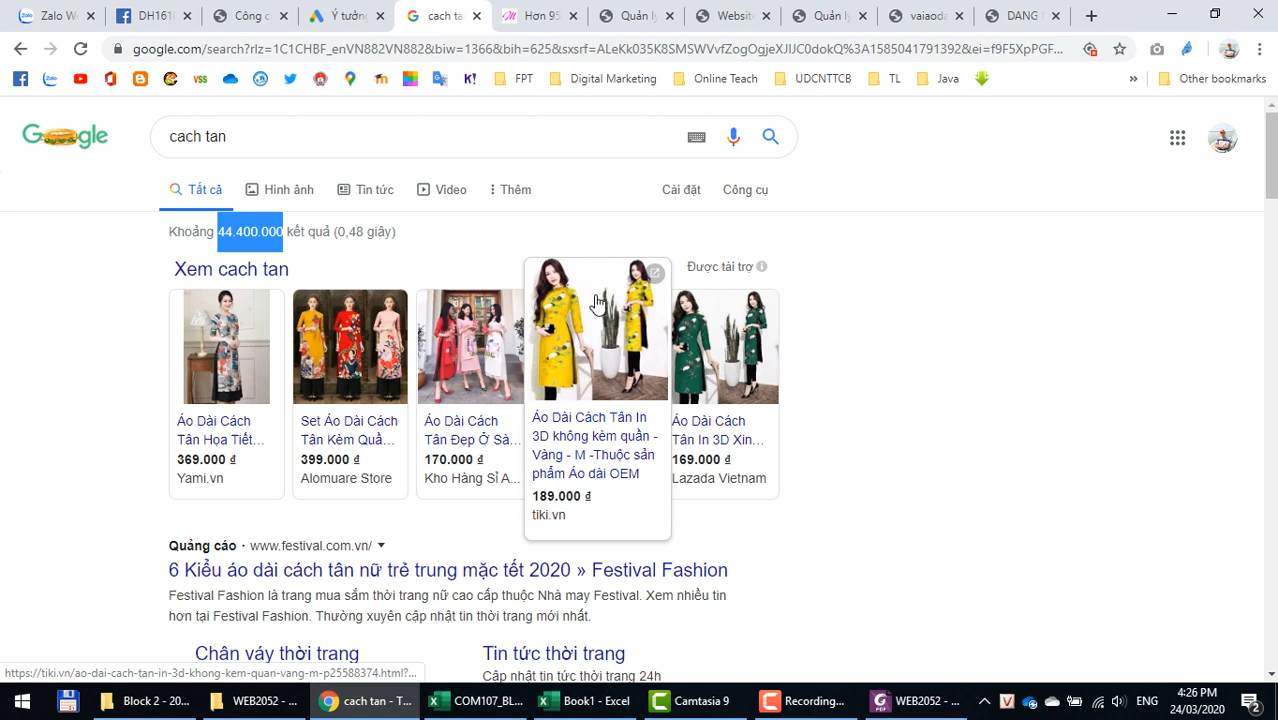 Zalo We
DH1610
Công cụ
Ý tưởng
cach tan
Hơn 95
Quản lý
Website
Quản lý
vaiaoda
DANG N
google.com/search?rlz=1C1CHBF_enVN882VN882&biw=1366&bih=625&sxsrf=ALeKk035K8SMSWVvfZogOgjeXJIJC0dokQ%3A1585041791392&ei=f9F5XpPGF...
FPT
Digital Marketing
Online Teach
UDCNTTCB
TL
Java
Other bookmarks
cach tan
Tất cả
Hình ảnh
Tin tức
Video
Thêm
Cài đặt
Công cụ
Khoảng 44.400.000 kết quả (0,48 giây)
Xem cach tan
Được tài trợ
Áo Dài Cách
Tân Họa Tiết...
369.000 ₫
Yami.vn
Set Áo Dài Cách
Tân Kèm Quầ...
399.000 ₫
Alomuare Store
Áo Dài Cách
Tân Đẹp Ở Sà...
170.000 ₫
Kho Hàng Sỉ A...
Áo Dài Cách Tân In
3D không kèm quần -
Vàng - M -Thuộc sản
phẩm Áo dài OEM
189.000 ₫
tiki.vn
Áo Dài Cách
Tân In 3D Xin...
169.000 ₫
Lazada Vietnam
Quảng cáo · www.festival.com.vn/
6 Kiểu áo dài cách tân nữ trẻ trung mặc tết 2020 » Festival Fashion
Festival Fashion là trang mua sắm thời trang nữ cao cấp thuộc Nhà may Festival. Xem nhiều tin
hơn tại Festival Fashion. Thường xuyên cập nhật tin thời trang mới nhất.
Chân váy thời trang
Tin tức thời trang
Cập nhật tin thời trang 24h
https://tiki.vn/ao-dai-cach-tan-in-3d-khong-kem-quan-vang-m-p25588374.html?...
Block 2 - 20...
WEB2052 - ...
cach tan - T...
COM107_BL...
Book1 - Excel
Camtasia 9
Recording...
WEB2052 - ...
ENG
4:26 PM
24/03/2020
2